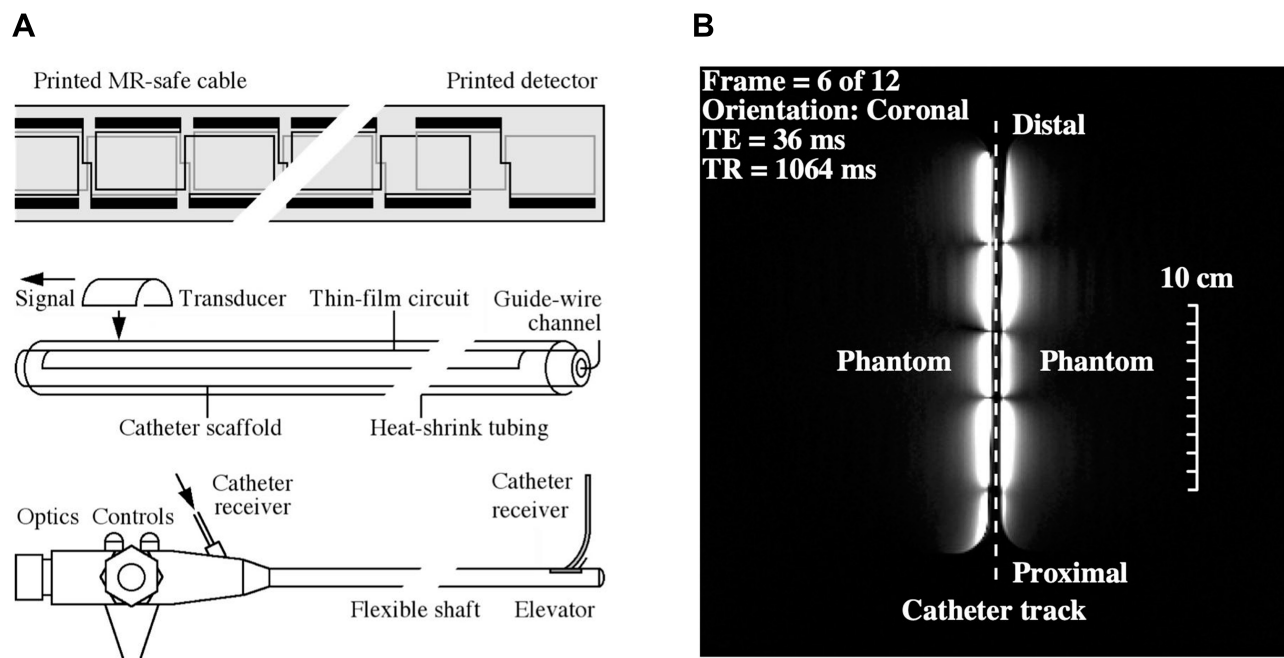 A
Printed MR-safe cable
Printed detector
Signal
Transducer
Thin-film circuit
Guide-wire
channel
Catheter scaffold
Heat-shrink tubing
Optics
Controls
Catheter
receiver
Catheter
receiver
Flexible shaft
Elevator
B
Frame = 6 of 12
Orientation: Coronal
TE = 36 ms
TR = 1064 ms
Distal
10 cm
Phantom
Phantom
Proximal
Catheter track